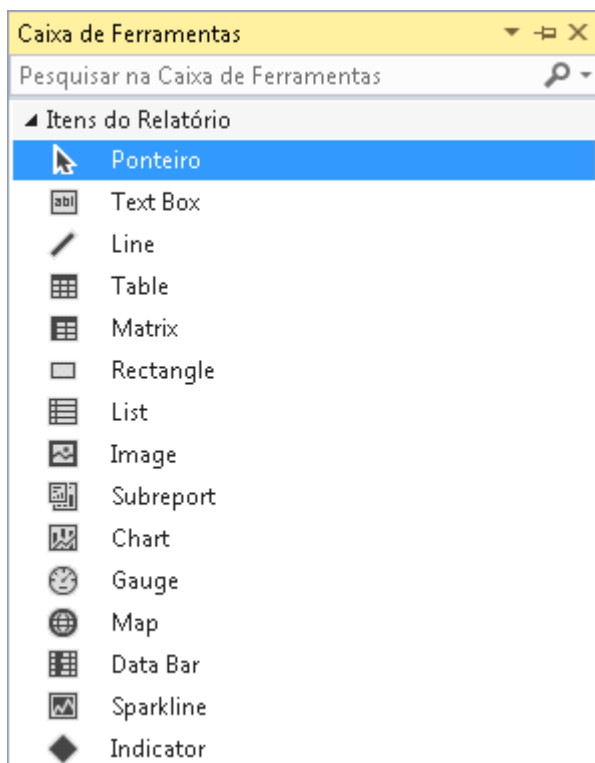 Caixa de Ferramentas
Pesquisar na Caixa de Ferramentas
Itens do Relatório
Ponteiro
abl Text Box
Line
Table
Matrix
Rectangle
List
Image
Subreport
Chart
Gauge
Map
Data Bar
Sparkline
Indicator